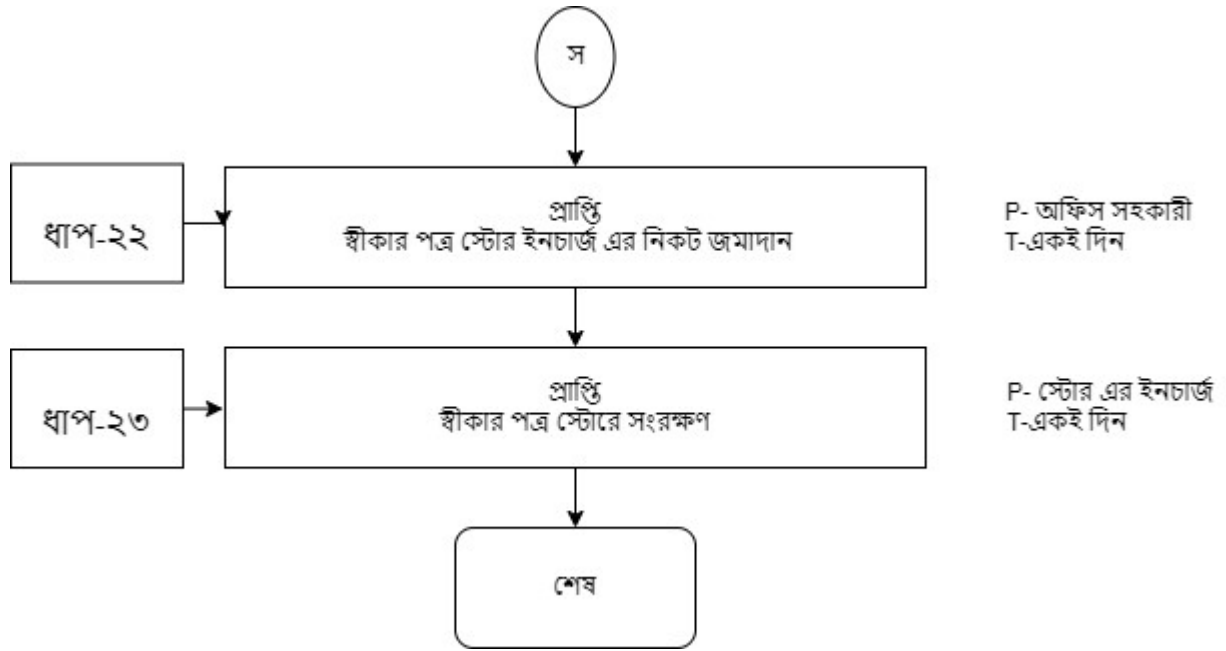 স
ধাপ-২২
প্রাপ্তি
স্বীকার পত্র স্টোর ইনচার্জ এর নিকট জমাদান
P- অফিস সহকারী
T-একই দিন
ধাপ-২৩
প্রাপ্তি
স্বীকার পত্র স্টোরে সংরক্ষণ
P- স্টোর এর ইনচার্জ
T-একই দিন
শেষ